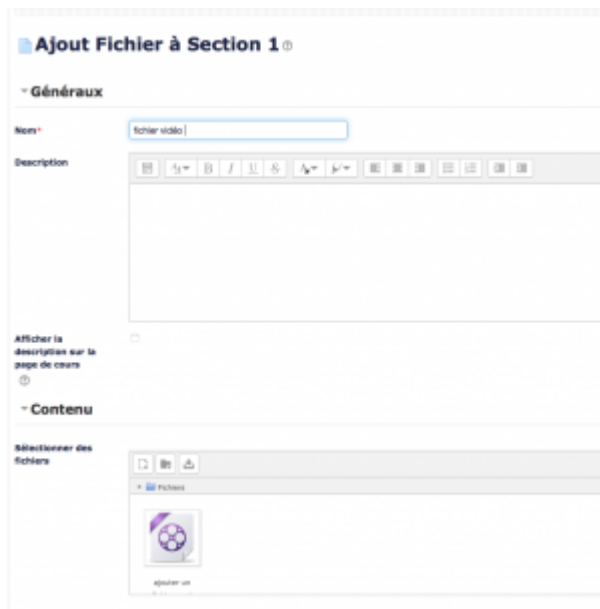 Ajout Fichier à Section 1
Généraux
Nom*
fichier vidéo
Description
Afficher la
description sur la
page de cours
Contenu
Sélectionner des
fichiers
Fichiers
ajouter un